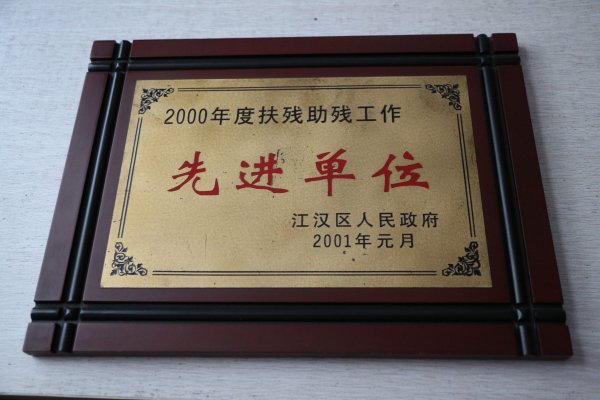 2000年度扶残助残工作
先进单位
江汉区人民政府
2001年元月